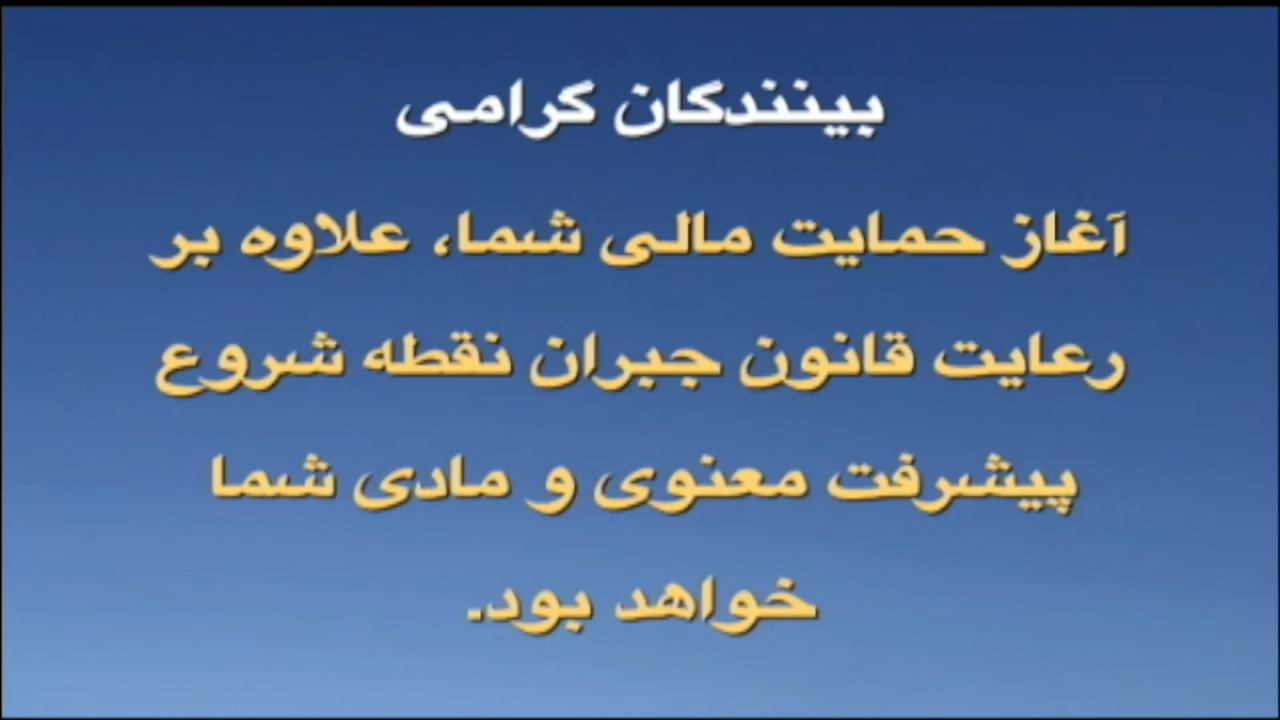 بینندگان گرامی
آغاز حمایت مالی شما، علاوه بر
رعایت قانون جبران نقطه شروع
پیشرفت معنوی و مادی شما
خواهد بود.